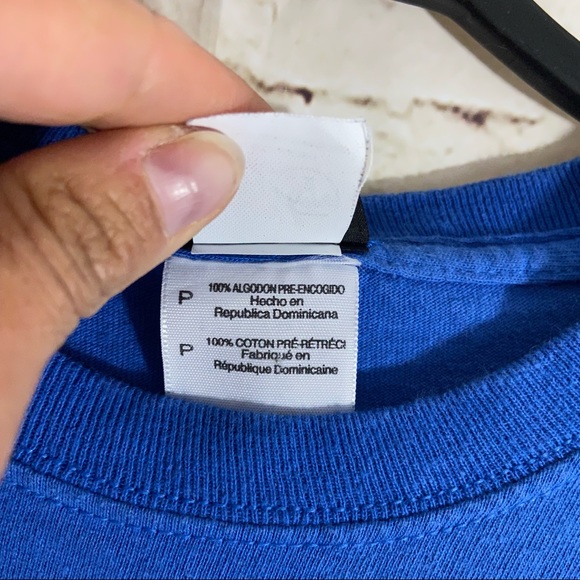 P 100% ALGODON PRE-ENCOGIDO
Hecho en
Republica Dominicana
P 100% COTON PRÉ-RÉTRÉCI
Fabriqué en
République Dominicaine